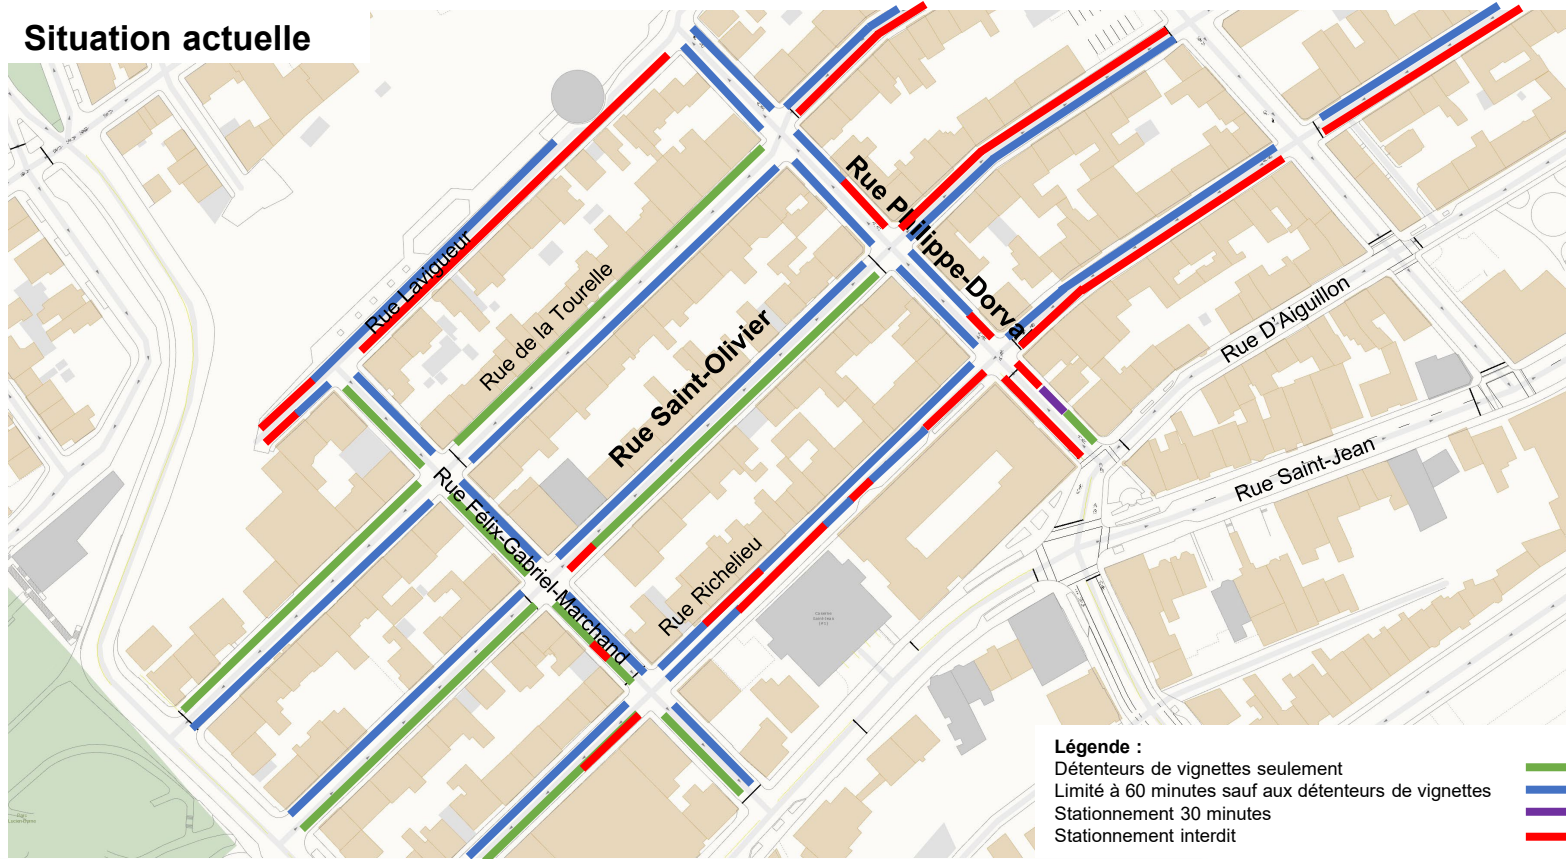 Situation actuelle
Rue Philippe-Dorval
Rue Lavigueur
Rue de la Tourelle
Rue D'Aiguillon
Rue Saint-Olivier
Rue Saint-Jean
Rue Félix-Gabriel-Marchand
Rue Richelieu
Légende :
Détenteurs de vignettes seulement
Limité à 60 minutes sauf aux détenteurs de vignettes
Stationnement 30 minutes
Stationnement interdit